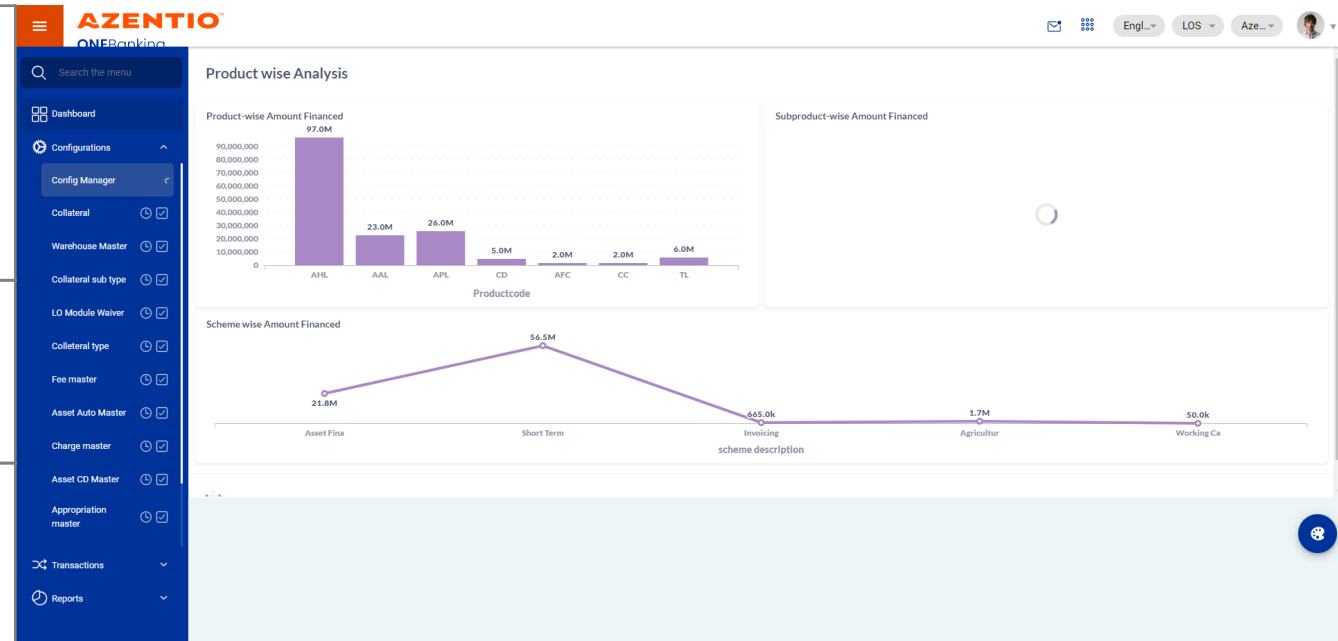 AZENTIO
ONEBanking
Engl...
LOS
Aze...
Search the menu
Dashboard
Configurations
Config Manager
Collateral
Warehouse Master
Collateral sub type
LO Module Waiver
Colleteral type
Fee master
Asset Auto Master
Charge master
Asset CD Master
Appropriation
master
Transactions
Reports
Product wise Analysis
Product-wise Amount Financed
97.0M
90,000,000
80,000,000
70,000,000
60,000,000
50,000,000
40,000,000
30,000,000
20,000,000
10,000,000
0
23.0M
26.0M
5.0M
2.0M
2.0M
6.0M
AHL
AAL
APL
CD
AFC
CC
TL
Productcode
Subproduct-wise Amount Financed
Scheme wise Amount Financed
56.5M
21.8M
665.0k
1.7M
50.0k
Asset Fina
Short Term
Invoicing
Agricultur
Working Ca
scheme description